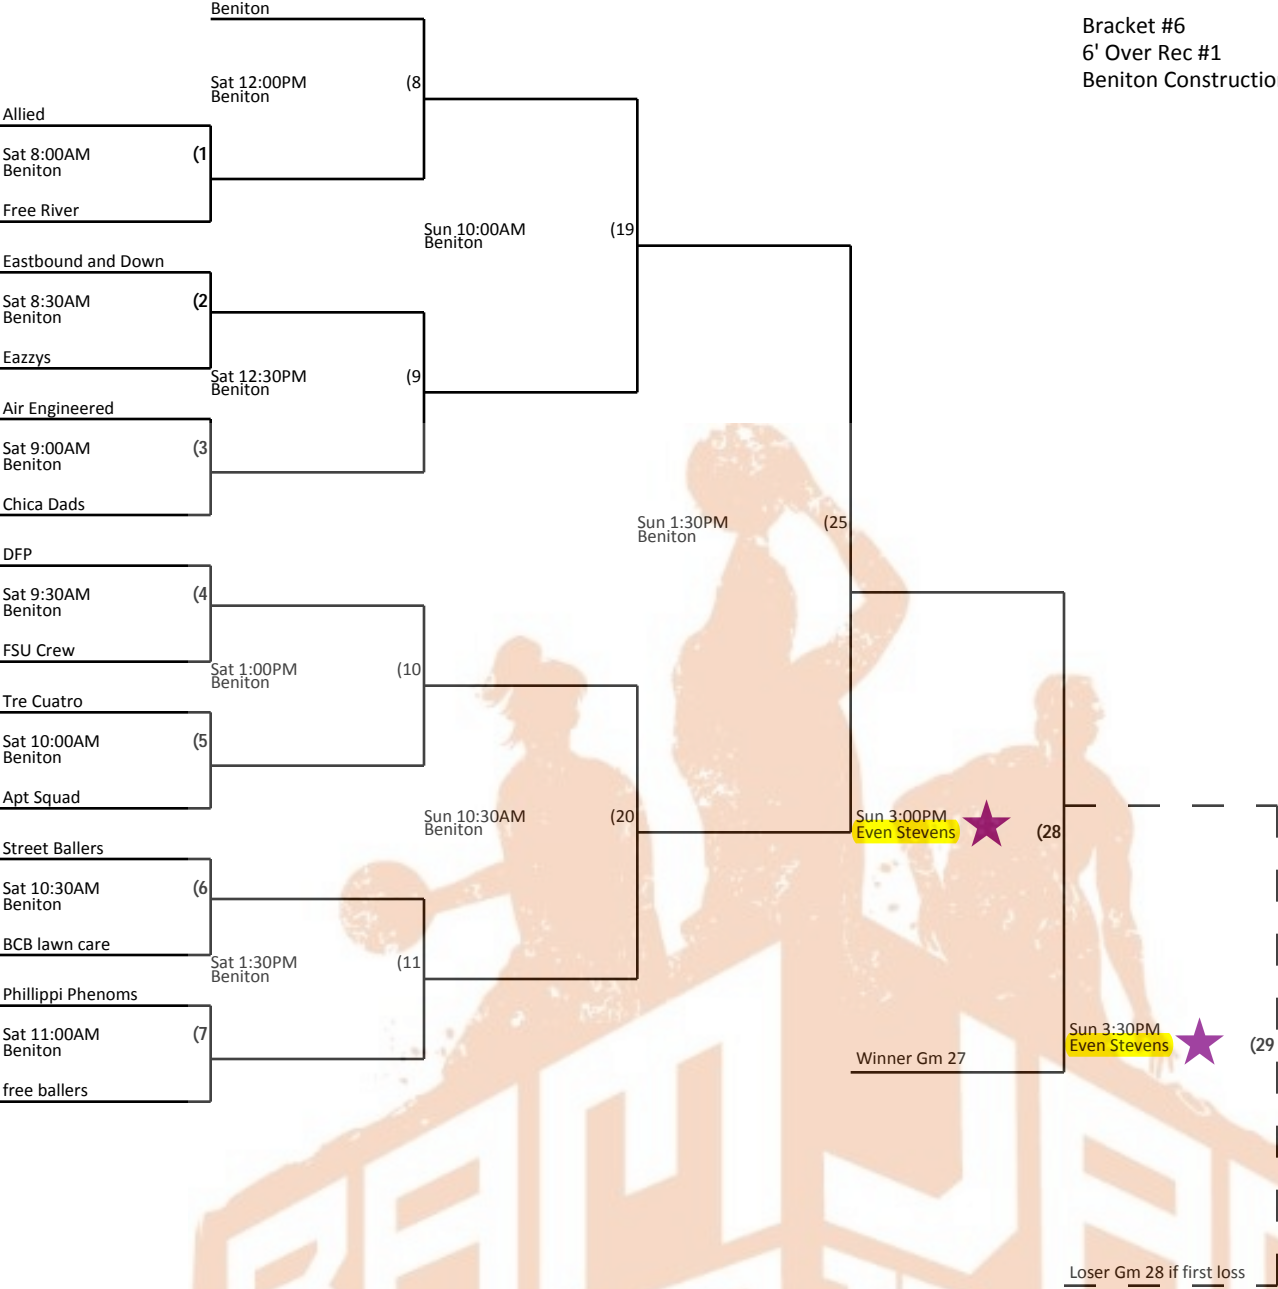 Beniton
Bracket #6
6' Over Rec #1
Beniton Constructio
Sat 12:00PM
Beniton
(8
Allied
Sat 8:00AM
Beniton
(1
Free River
Sun 10:00AM
Beniton
(19
Eastbound and Down
Sat 8:30AM
Beniton
(2
Eazzys
Sat 12:30PM
Beniton
(9
Air Engineered
Sat 9:00AM
Beniton
(3
Chica Dads
Sun 1:30PM
Beniton
(25
DFP
Sat 9:30AM
Beniton
(4
FSU Crew
Sat 1:00PM
Beniton
(10
Tre Cuatro
Sat 10:00AM
Beniton
(5
Apt Squad
Sun 10:30AM
Beniton
(20
Sun 3:00PM
Even Stevens
(28
Street Ballers
Sat 10:30AM
Beniton
(6
BCB lawn care
Sat 1:30PM
Beniton
(11
Phillippi Phenoms
Sat 11:00AM
Beniton
(7
free ballers
Winner Gm 27
Sun 3:30PM
Even Stevens
(29
Loser Gm 28 if first loss